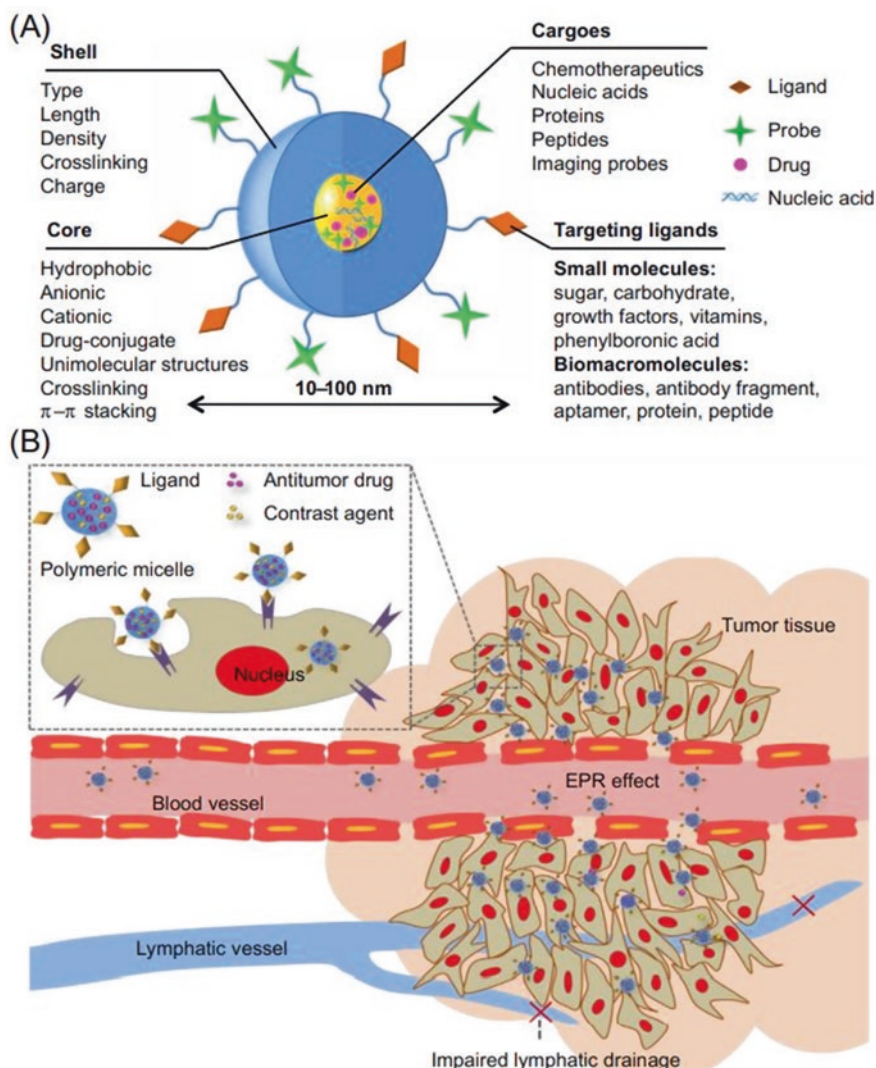 (A)
Shell
Type
Length
Density
Crosslinking
Charge
Core
Hydrophobic
Anionic
Cationic
Drug-conjugate
Unimolecular structures
Crosslinking
π–π stacking
10–100 nm
Cargoes
Chemotherapeutics
Nucleic acids
Proteins
Peptides
Imaging probes
Ligand
Probe
Drug
Nucleic acid
Targeting ligands
Small molecules:
sugar, carbohydrate,
growth factors, vitamins,
phenylboronic acid
Biomacromolecules:
antibodies, antibody fragment,
aptamer, protein, peptide
(B)
Ligand
Antitumor drug
Contrast agent
Polymeric micelle
Nucleus
Tumor tissue
EPR effect
Blood vessel
Lymphatic vessel
Impaired lymphatic drainage